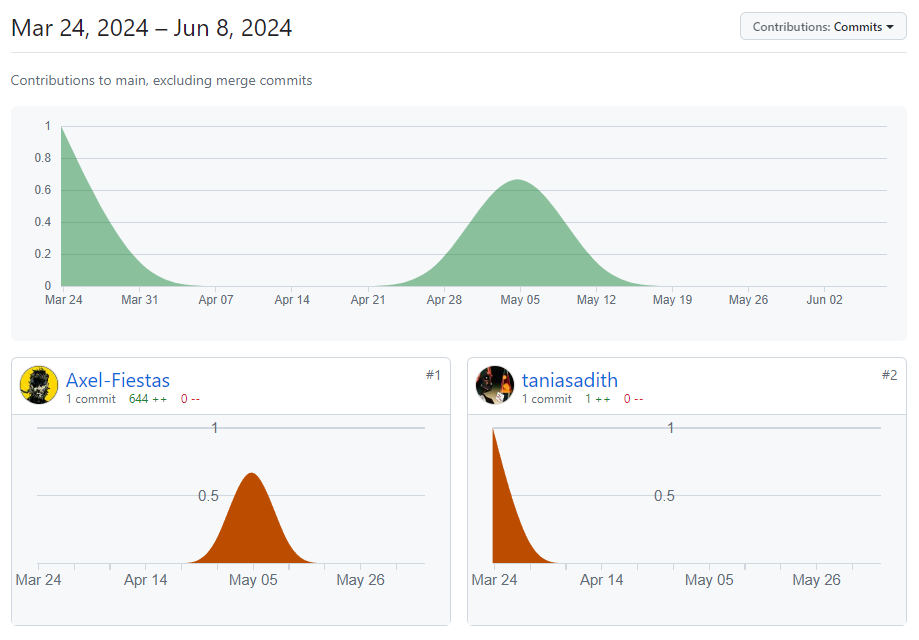 Mar 24, 2024 – Jun 8, 2024
Contributions: Commits
Contributions to main, excluding merge commits
1
0.8
0.6
0.4
0.2
0
Mar 24 Mar 31 Apr 07 Apr 14 Apr 21 Apr 28 May 05 May 12 May 19 May 26 Jun 02
Axel-Fiestas
#1
1 commit 644 ++ 0 --
1
0.5
Mar 24 Apr 14 May 05 May 26
taniasadith
#2
1 commit 1 ++ 0 --
1
0.5
Mar 24 Apr 14 May 05 May 26